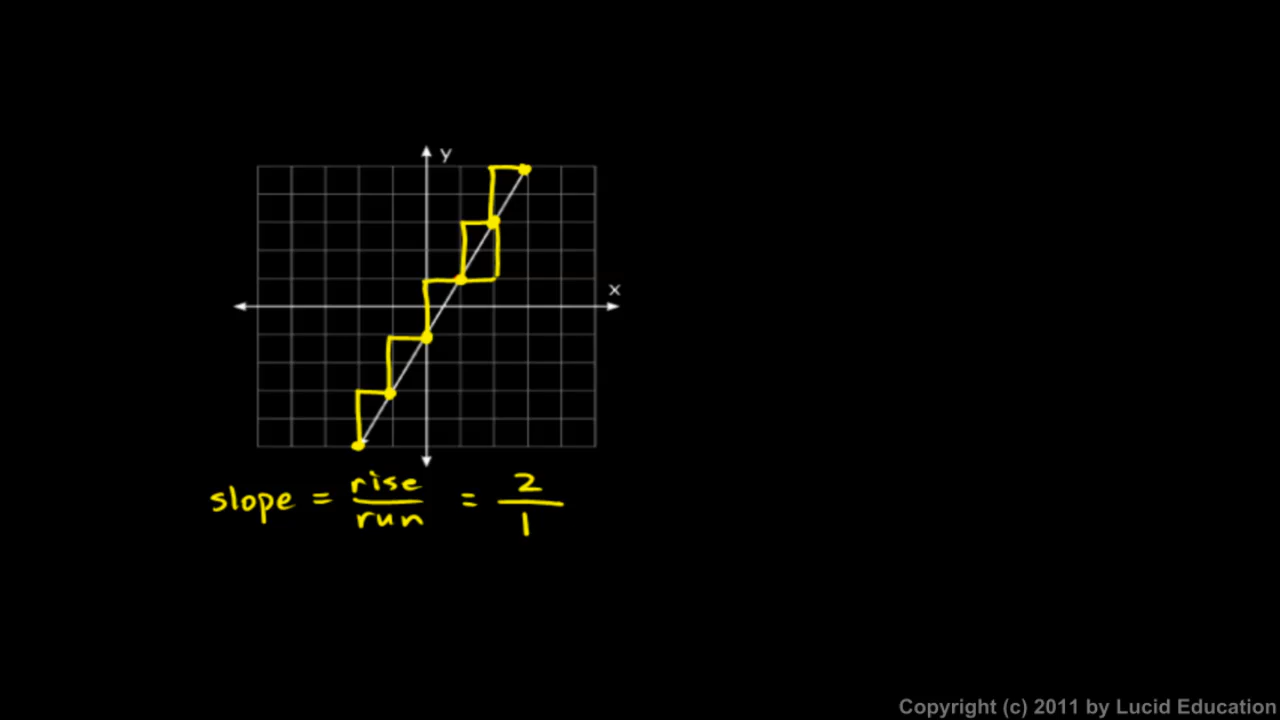 y
x
slope = rise/run = 2/1
Copyright (c) 2011 by Lucid Education